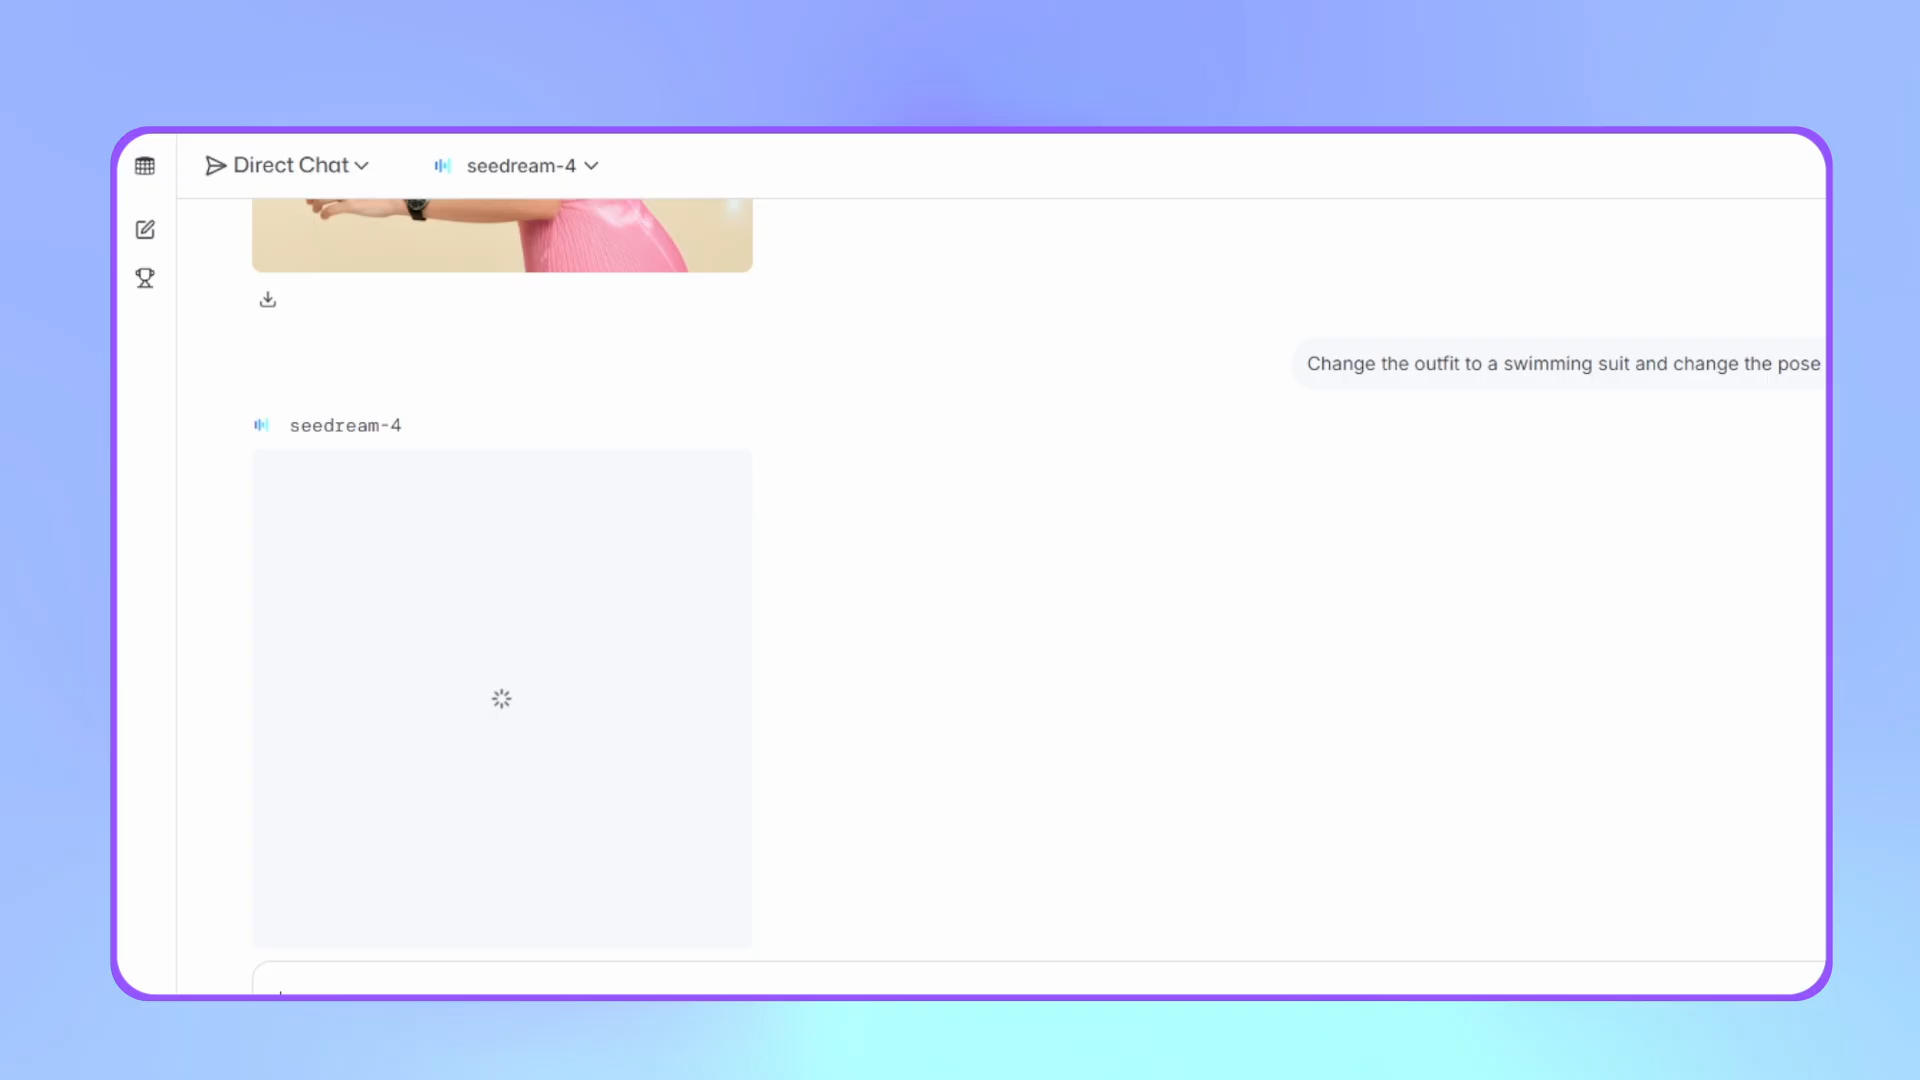 Direct Chat
seedream-4
Change the outfit to a swimming suit and change the pose
seedream-4